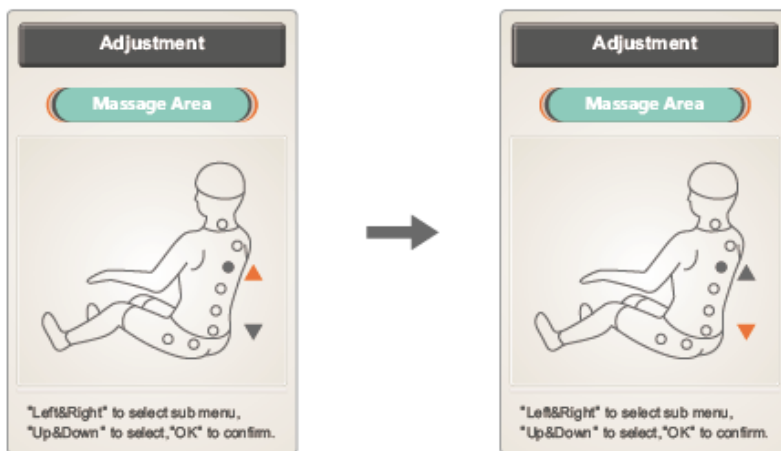 Adjustment
Massage Area
"Left&Right" to select sub menu,
"Up&Down" to select,"OK" to confirm.
Adjustment
Massage Area
"Left&Right" to select sub menu,
"Up&Down" to select,"OK" to confirm.